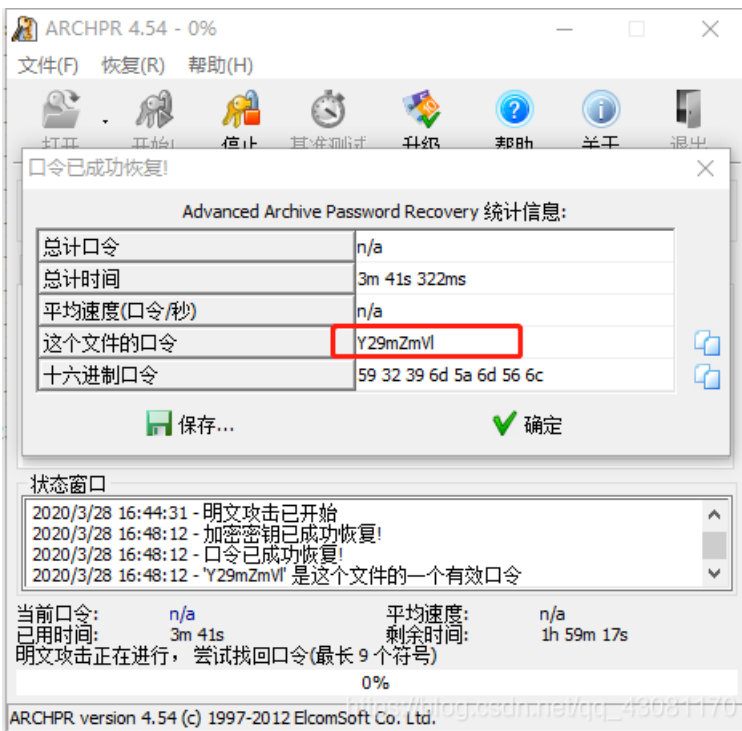 ARCHPR 4.54 - 0%
文件(F) 恢复(R) 帮助(H)
打开 开始! 停止 基准测试 升级 帮助 关于 退出
口令已成功恢复!
Advanced Archive Password Recovery 统计信息:
总计口令 n/a
总计时间 3m 41s 322ms
平均速度(口令/秒) n/a
这个文件的口令 Y29mZmVl
十六进制口令 59 32 39 6d 5a 6d 56 6c
保存... 确定
状态窗口
2020/3/28 16:44:31 - 明文攻击已开始
2020/3/28 16:48:12 - 加密密钥已成功恢复!
2020/3/28 16:48:12 - 口令已成功恢复!
2020/3/28 16:48:12 - 'Y29mZmVl' 是这个文件的一个有效口令
当前口令: n/a 平均速度: n/a
已用时间: 3m 41s 剩余时间: 1h 59m 17s
明文攻击正在进行，尝试找回口令(最长 9 个符号)
0%
https://blog.csdn.net/qq_43081170
ARCHPR version 4.54 (c) 1997-2012 ElcomSoft Co. Ltd.